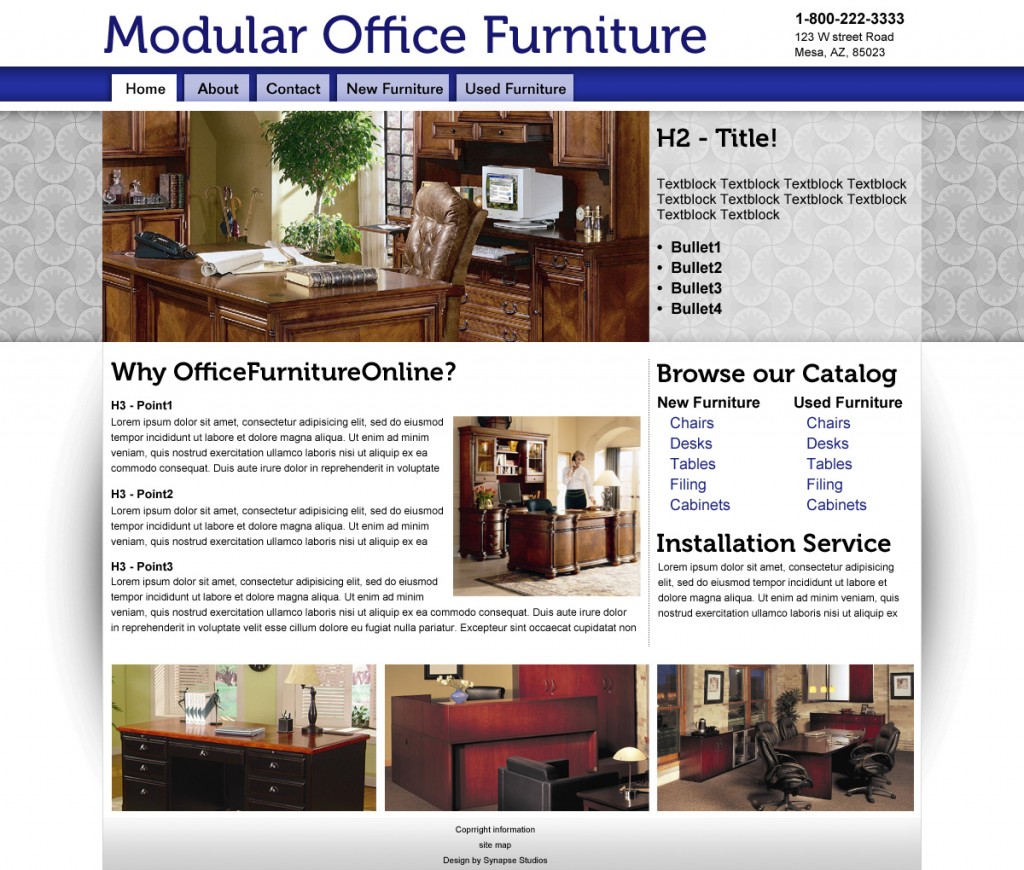 Modular Office Furniture
1-800-222-3333
123 W street Road
Mesa, AZ, 85023
Home About Contact New Furniture Used Furniture
H2 - Title!
Textblock Textblock Textblock Textblock
Textblock Textblock Textblock Textblock
Textblock Textblock
• Bullet1
• Bullet2
• Bullet3
• Bullet4
Why OfficeFurnitureOnline?
H3 - Point1
Lorem ipsum dolor sit amet, consectetur adipisicing elit, sed do eiusmod
tempor incididunt ut labore et dolore magna aliqua. Ut enim ad minim
veniam, quis nostrud exercitation ullamco laboris nisi ut aliquip ex ea
commodo consequat. Duis aute irure dolor in reprehenderit in voluptate
H3 - Point2
Lorem ipsum dolor sit amet, consectetur adipisicing elit, sed do eiusmod
tempor incididunt ut labore et dolore magna aliqua. Ut enim ad minim
veniam, quis nostrud exercitation ullamco laboris nisi ut aliquip ex ea
H3 - Point3
Lorem ipsum dolor sit amet, consectetur adipisicing elit, sed do eiusmod
tempor incididunt ut labore et dolore magna aliqua. Ut enim ad minim
veniam, quis nostrud exercitation ullamco laboris nisi ut aliquip ex ea commodo consequat. Duis aute irure dolor
in reprehenderit in voluptate velit esse cillum dolore eu fugiat nulla pariatur. Excepteur sint occaecat cupidatat non
Browse our Catalog
New Furniture Used Furniture
Chairs Chairs
Desks Desks
Tables Tables
Filing Filing
Cabinets Cabinets
Installation Service
Lorem ipsum dolor sit amet, consectetur adipisicing elit,
sed do eiusmod tempor incididunt ut labore et
dolore magna aliqua. Ut enim ad minim veniam, quis
nostrud exercitation ullamco laboris nisi ut aliquip ex
Copright information
site map
Design by Synapse Studios